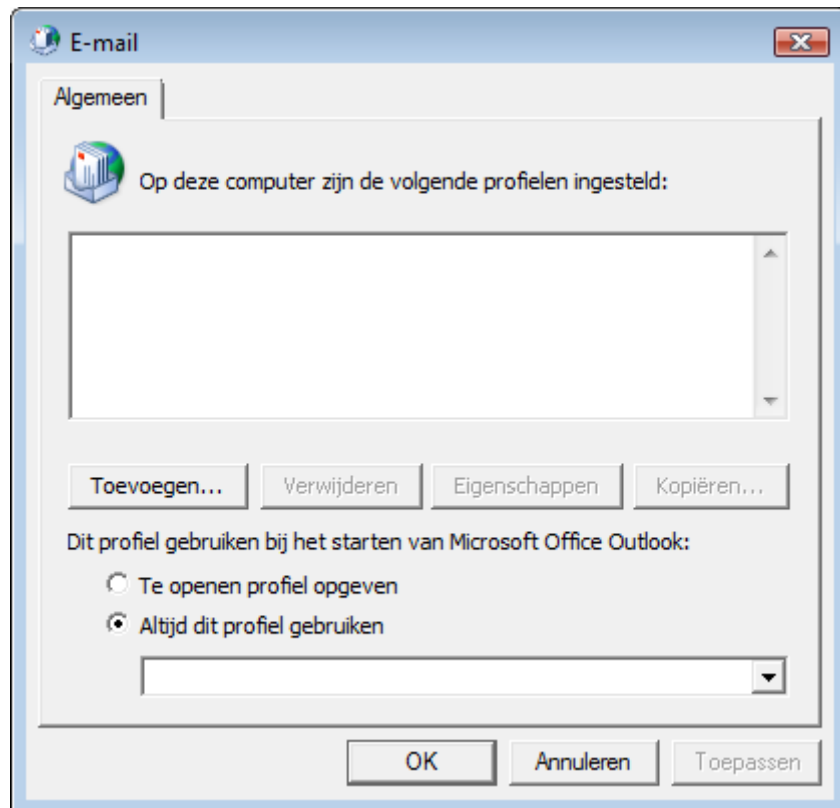 E-mail
Algemeen
Op deze computer zijn de volgende profielen ingesteld:
Toevoegen... Verwijderen Eigenschappen Kopiëren...
Dit profiel gebruiken bij het starten van Microsoft Office Outlook:
Te openen profiel opgeven
Altijd dit profiel gebruiken
OK Annuleren Toepassen